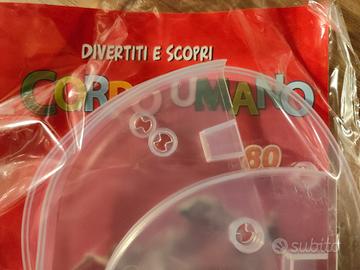 DIVERTITI E SCOPRI
CORPO UMANO
80
subito